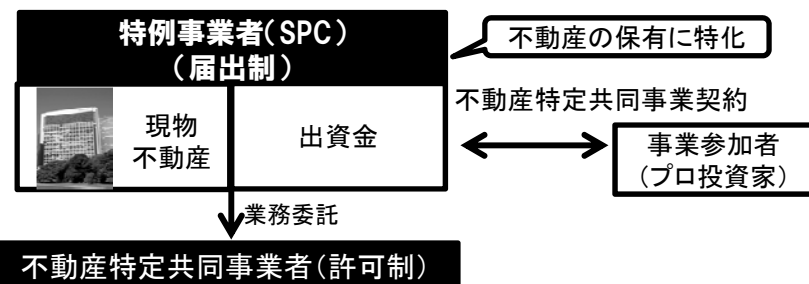 特例事業者(SPC)
(届出制)
不動産の保有に特化
現物
不動産
出資金
不動産特定共同事業契約
事業参加者
(プロ投資家)
業務委託
不動産特定共同事業者(許可制)